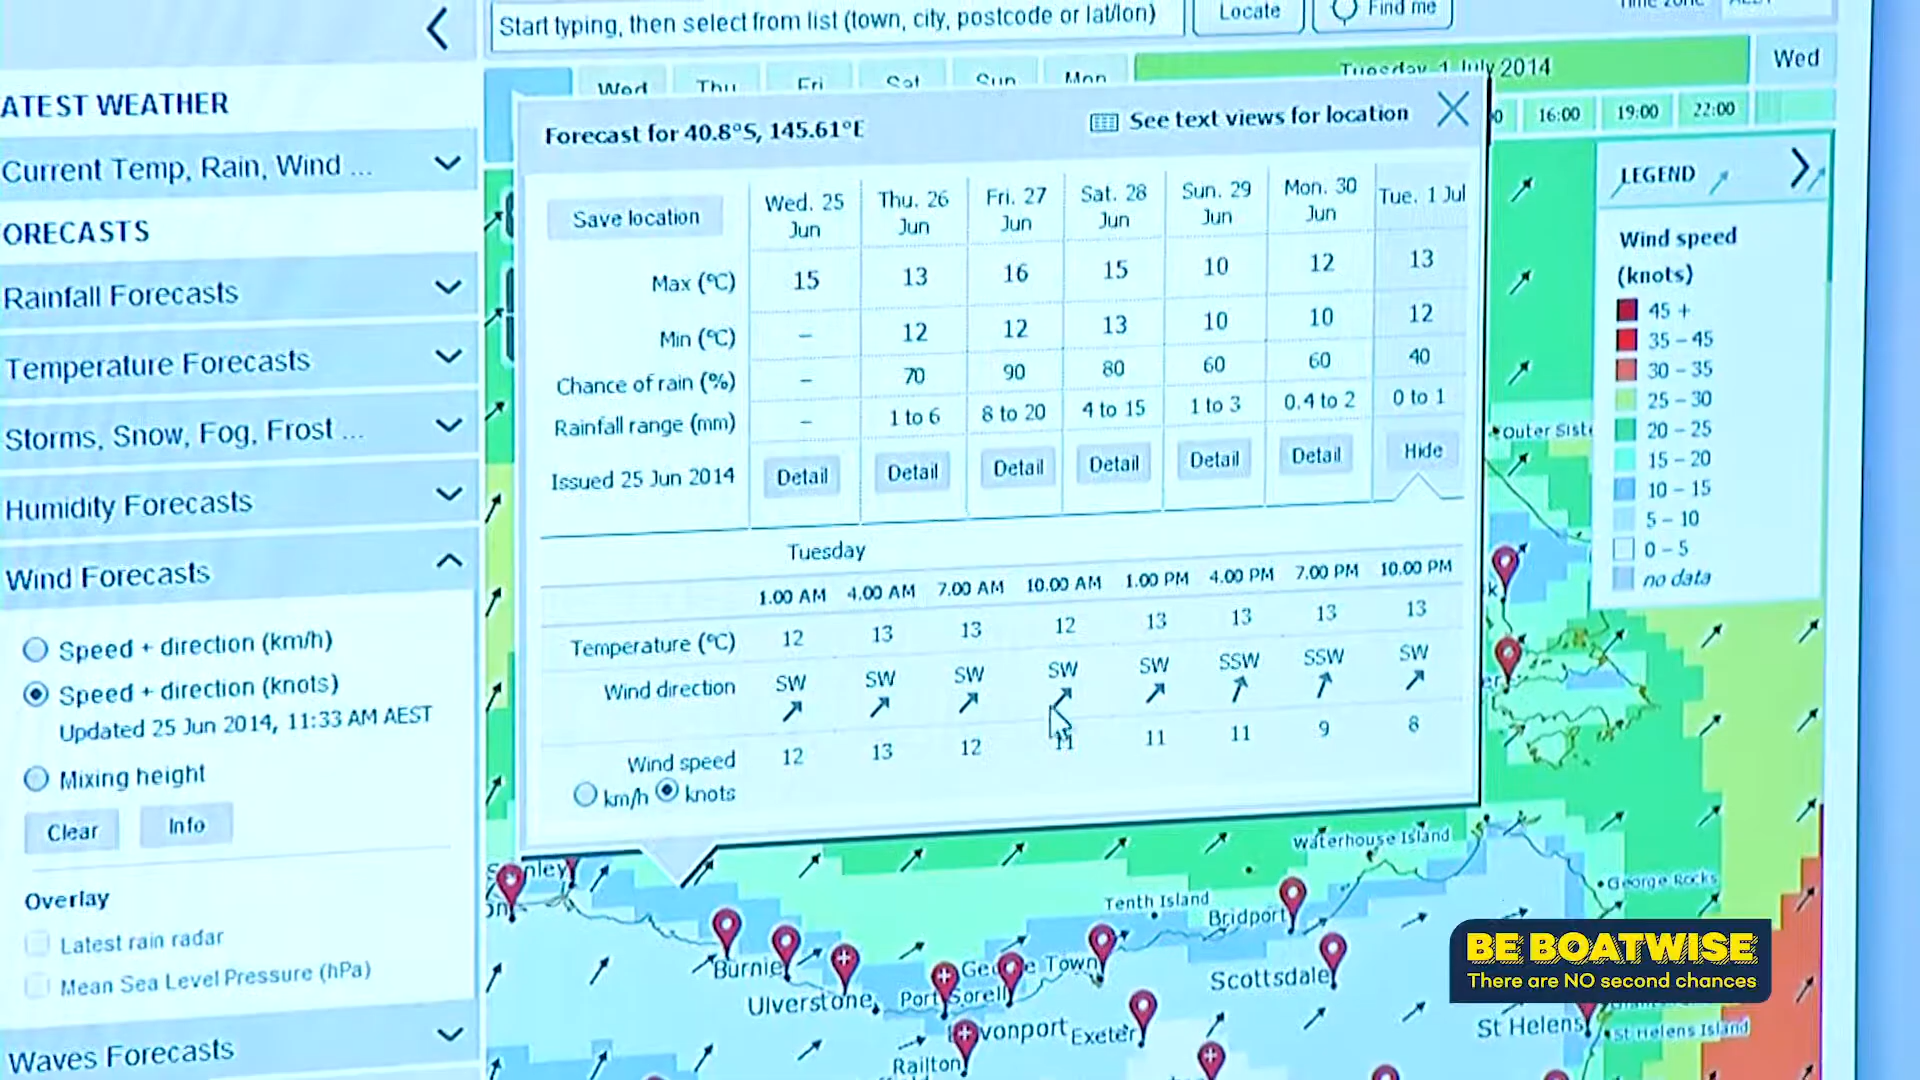 Start typing, then select from list (town, city, postcode or lat/lon)
Locate
Find me
Wed Thu Fri Sat Sun Mon
Tuesday 1 July 2014
Wed
16:00 19:00 22:00
ATEST WEATHER
Current Temp, Rain, Wind ...
ORECASTS
Rainfall Forecasts
Temperature Forecasts
Storms, Snow, Fog, Frost ...
Humidity Forecasts
Wind Forecasts
Speed + direction (km/h)
Speed + direction (knots)
Updated 25 Jun 2014, 11:33 AM AEST
Mixing height
Clear Info
Overlay
Latest rain radar
Mean Sea Level Pressure (hPa)
Waves Forecasts
Forecast for 40.8°S, 145.61°E
See text views for location
Save location
Wed. 25 Jun
Thu. 26 Jun
Fri. 27 Jun
Sat. 28 Jun
Sun. 29 Jun
Mon. 30 Jun
Tue. 1 Jul
Max (°C) 15 13 16 15 10 12 13
Min (°C) – 12 12 13 10 10 12
Chance of rain (%) – 70 90 80 60 60 40
Rainfall range (mm) – 1 to 6 8 to 20 4 to 15 1 to 3 0.4 to 2 0 to 1
Issued 25 Jun 2014 Detail Detail Detail Detail Detail Detail Hide
Tuesday
1.00 AM 4.00 AM 7.00 AM 10.00 AM 1.00 PM 4.00 PM 7.00 PM 10.00 PM
Temperature (°C) 12 13 13 12 13 13 13 13
Wind direction SW SW SW SW SW SSW SSW SW
Wind speed 12 13 12 11 11 11 9 8
km/h knots
LEGEND
Wind speed
(knots)
45 +
35 – 45
30 – 35
25 – 30
20 – 25
15 – 20
10 – 15
5 – 10
0 – 5
no data
Outer Sist
Waterhouse Island
George Rocks
Tenth Island
Bridport
Burnie
George Town
Scottsdale
Ulverstone
Port Sorell
Exeter
St Helens
St Helens Island
Railton
BE BOATWISE
There are NO second chances